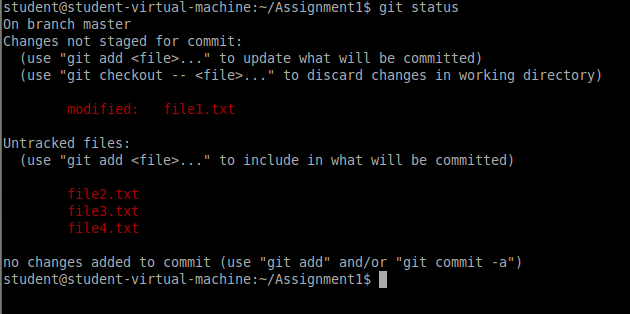 student@student-virtual-machine:~/Assignment1$ git status
On branch master
Changes not staged for commit:
  (use "git add <file>..." to update what will be committed)
  (use "git checkout -- <file>..." to discard changes in working directory)
        modified:   file1.txt
Untracked files:
  (use "git add <file>..." to include in what will be committed)
        file2.txt
        file3.txt
        file4.txt
no changes added to commit (use "git add" and/or "git commit -a")
student@student-virtual-machine:~/Assignment1$